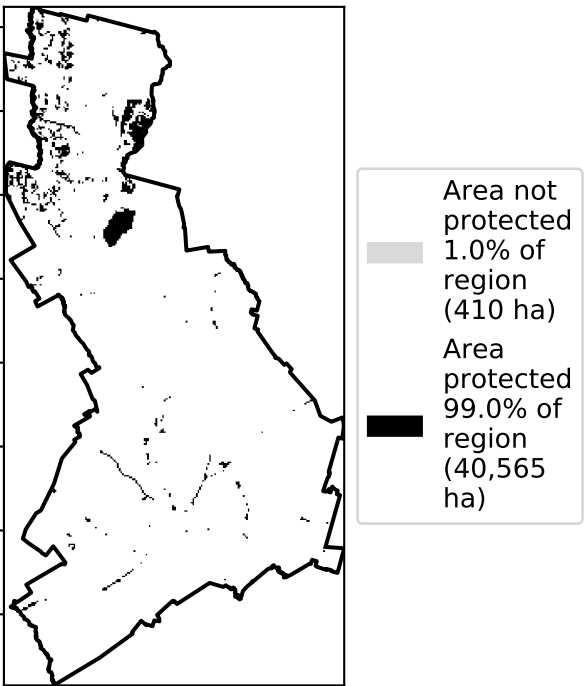 Area not
protected
1.0% of
region
(410 ha)
Area
protected
99.0% of
region
(40,565
ha)